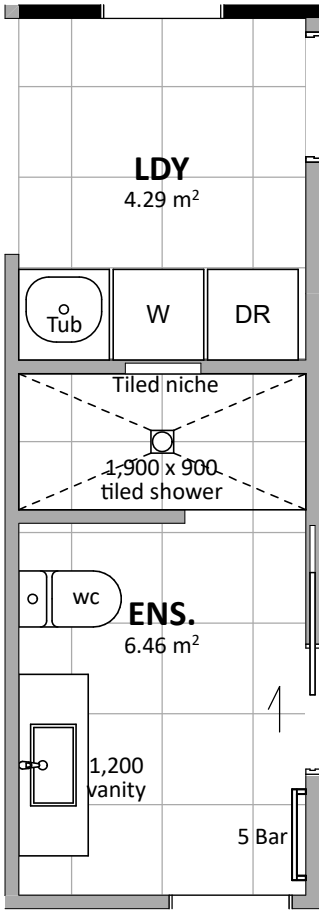 LDY
4.29 m²
Tub
W
DR
Tiled niche
1,900 x 900
tiled shower
wc
ENS.
6.46 m²
1,200
vanity
5 Bar